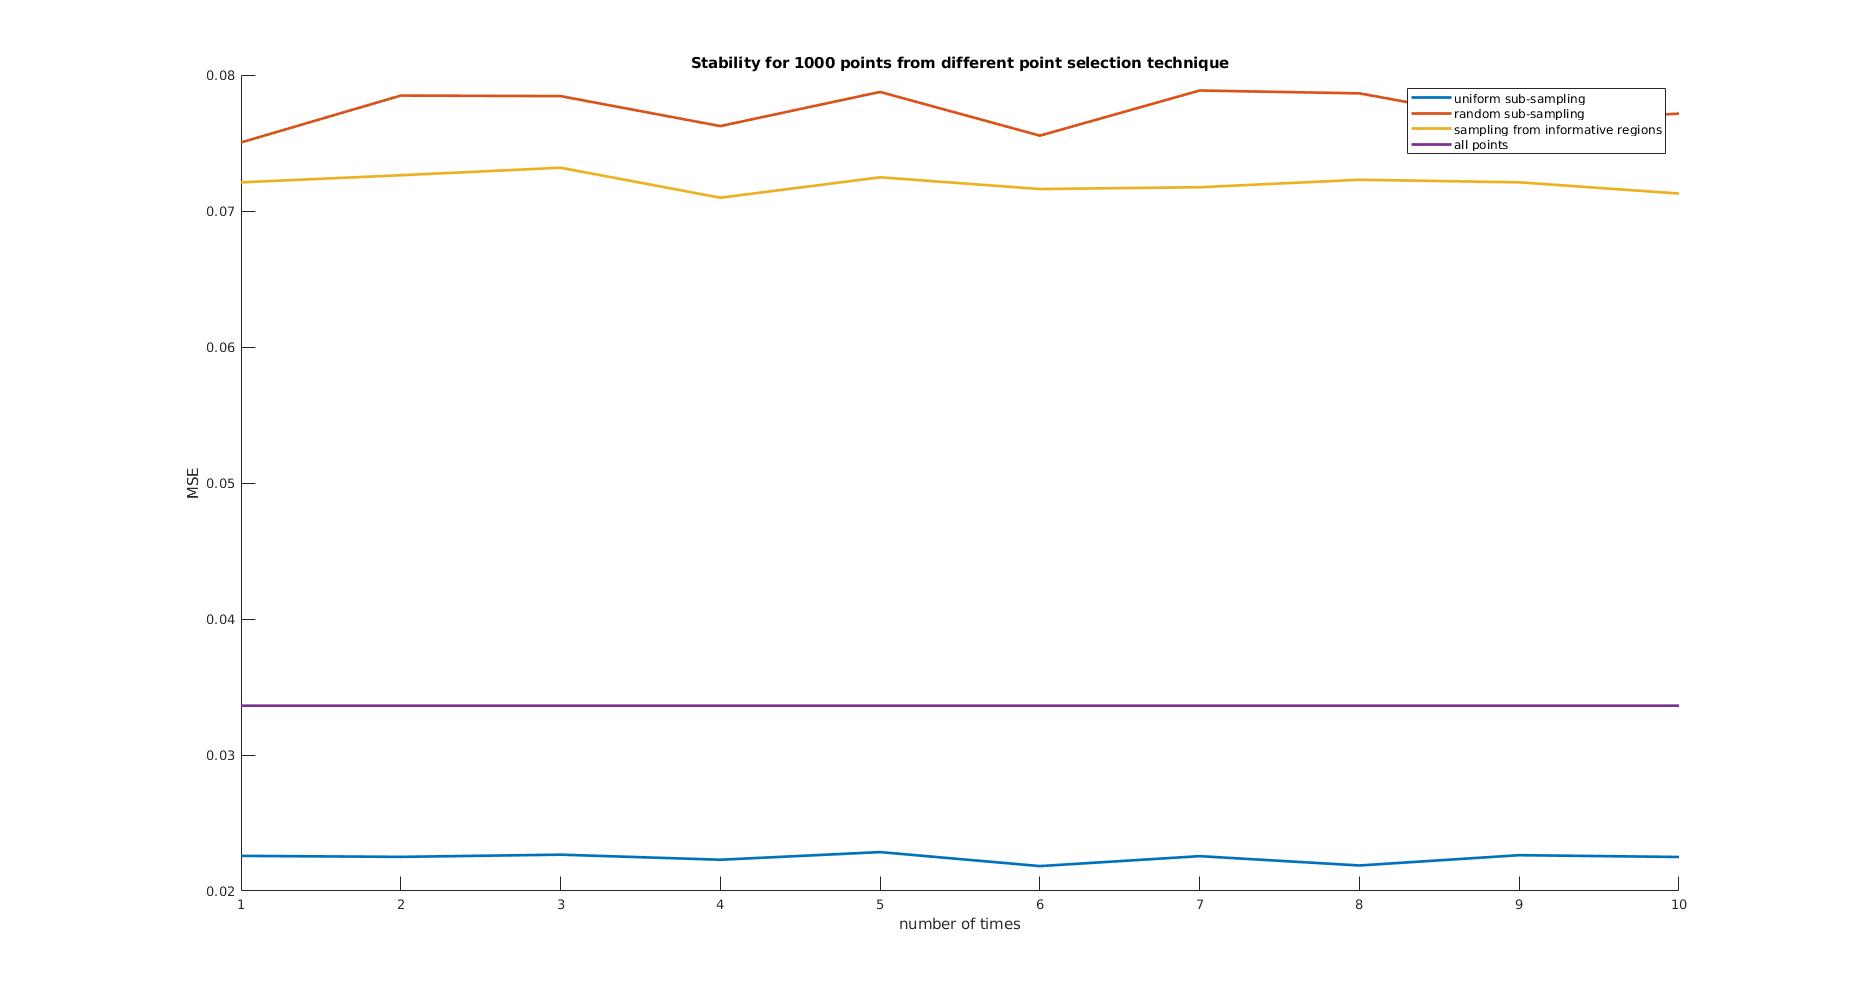 Stability for 1000 points from different point selection technique
0.08
uniform sub-sampling
random sub-sampling
sampling from informative regions
all points
0.07
0.06
0.05
MSE
0.04
0.03
0.02
1 2 3 4 5 6 7 8 9 10
number of times